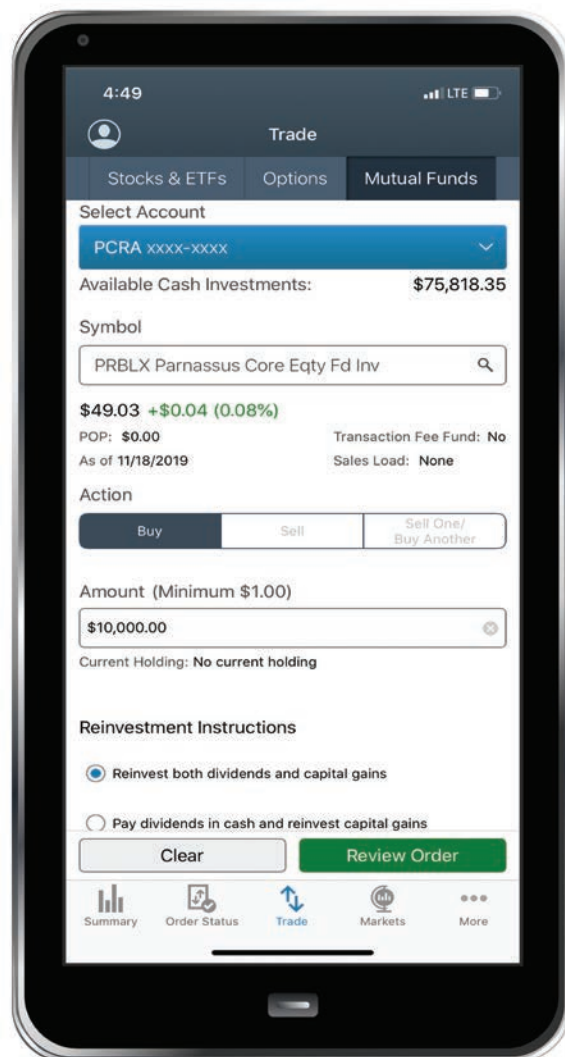 4:49 LTE
Trade
Stocks & ETFs Options Mutual Funds
Select Account
PCRA xxxx-xxxx
Available Cash Investments: $75,818.35
Symbol
PRBLX Parnassus Core Eqty Fd Inv
$49.03 +$0.04 (0.08%)
POP: $0.00 Transaction Fee Fund: No
As of 11/18/2019 Sales Load: None
Action
Buy Sell Sell One/
Buy Another
Amount (Minimum $1.00)
$10,000.00
Current Holding: No current holding
Reinvestment Instructions
Reinvest both dividends and capital gains
Pay dividends in cash and reinvest capital gains
Clear Review Order
Summary Order Status Trade Markets More